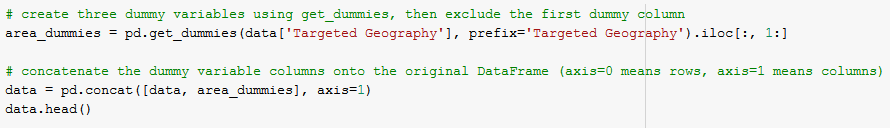 # create three dummy variables using get_dummies, then exclude the first dummy column
area_dummies = pd.get_dummies(data['Targeted Geography'], prefix='Targeted Geography').iloc[:, 1:]
# concatenate the dummy variable columns onto the original DataFrame (axis=0 means rows, axis=1 means columns)
data = pd.concat([data, area_dummies], axis=1)
data.head()